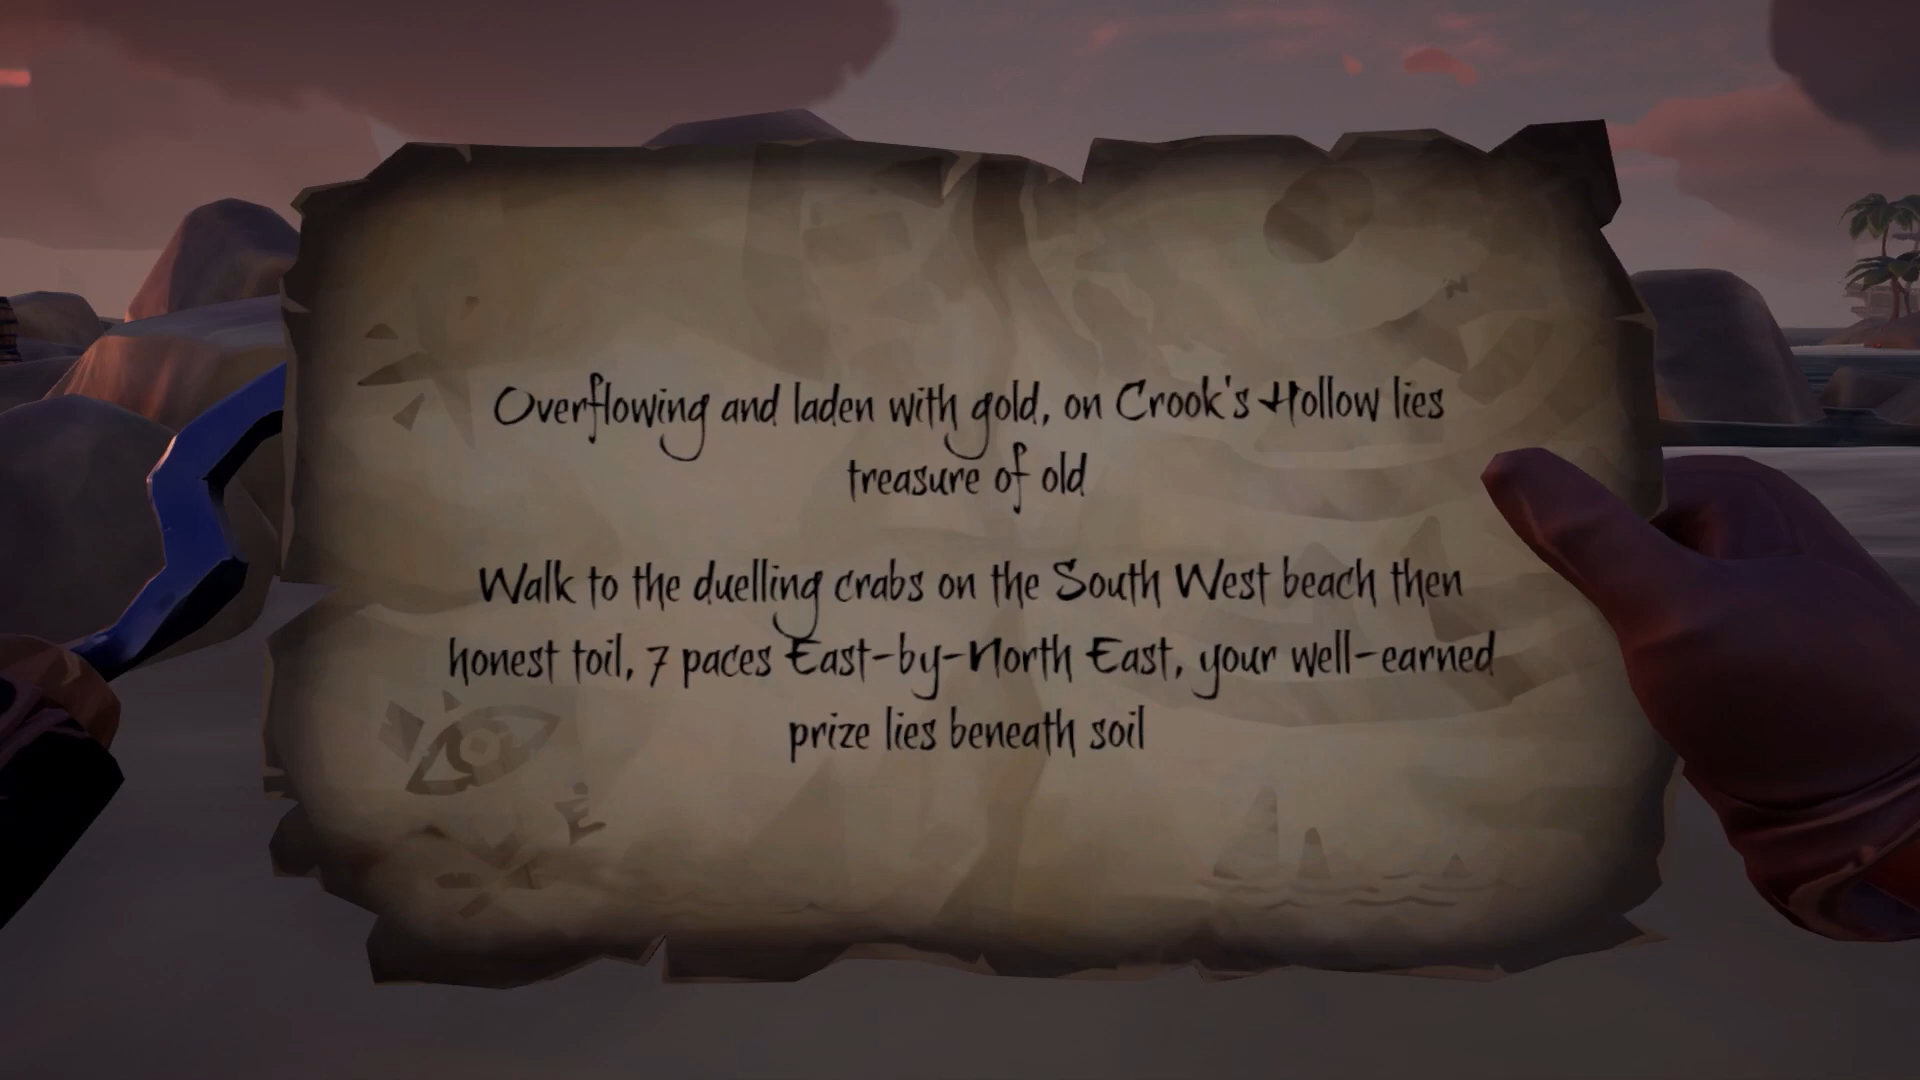 Overflowing and laden with gold, on Crook's Hollow lies
treasure of old
Walk to the duelling crabs on the South West beach then
honest toil, 7 paces East-by-North East, your well-earned
prize lies beneath soil
N
E